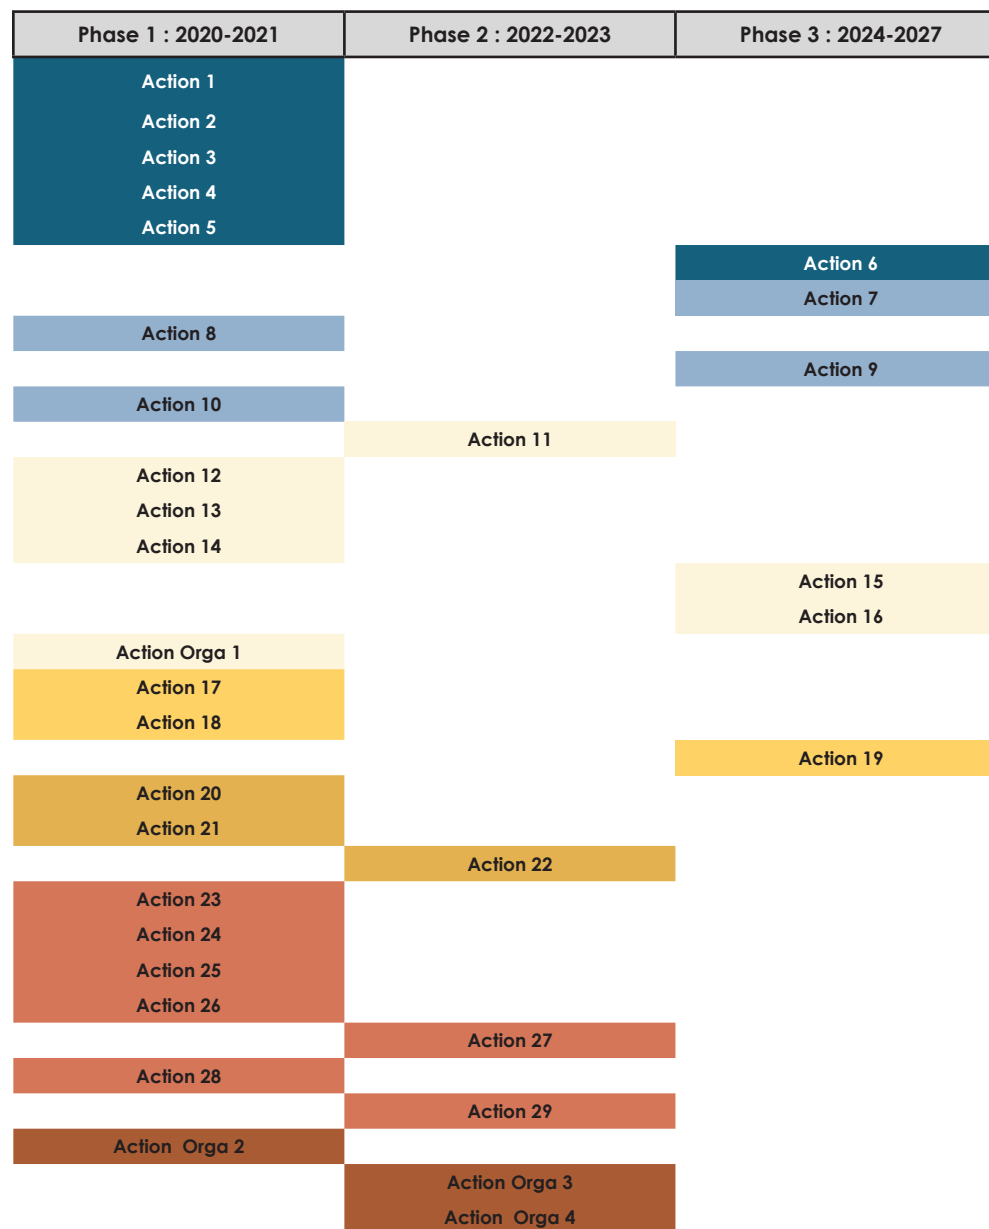 Phase 1 : 2020-2021 Phase 2 : 2022-2023 Phase 3 : 2024-2027
Action 1
Action 2
Action 3
Action 4
Action 5
Action 6
Action 7
Action 8
Action 9
Action 10
Action 11
Action 12
Action 13
Action 14
Action 15
Action 16
Action Orga 1
Action 17
Action 18
Action 19
Action 20
Action 21
Action 22
Action 23
Action 24
Action 25
Action 26
Action 27
Action 28
Action 29
Action Orga 2
Action Orga 3
Action Orga 4